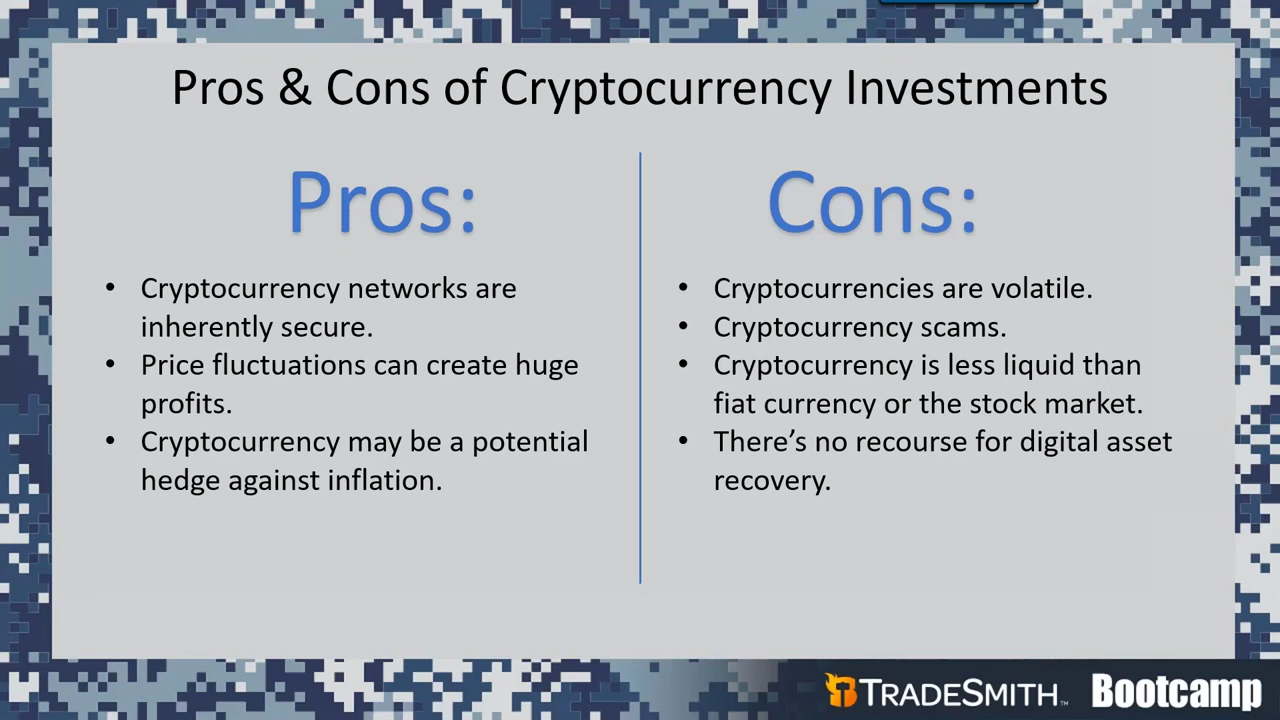 Pros & Cons of Cryptocurrency Investments
Pros:
• Cryptocurrency networks are
inherently secure.
• Price fluctuations can create huge
profits.
• Cryptocurrency may be a potential
hedge against inflation.
Cons:
• Cryptocurrencies are volatile.
• Cryptocurrency scams.
• Cryptocurrency is less liquid than
fiat currency or the stock market.
• There’s no recourse for digital asset
recovery.
TRADESMITH™ Bootcamp